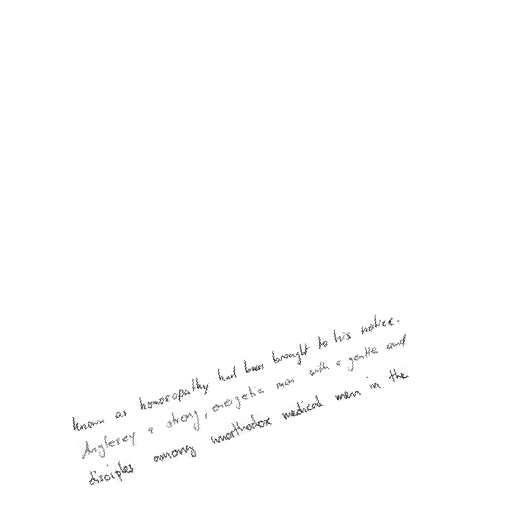 known as homoeopathy had been brought to his notice.
Anglesey a strong, energetic man with a gentle and
disciples among unorthodox medical men in the